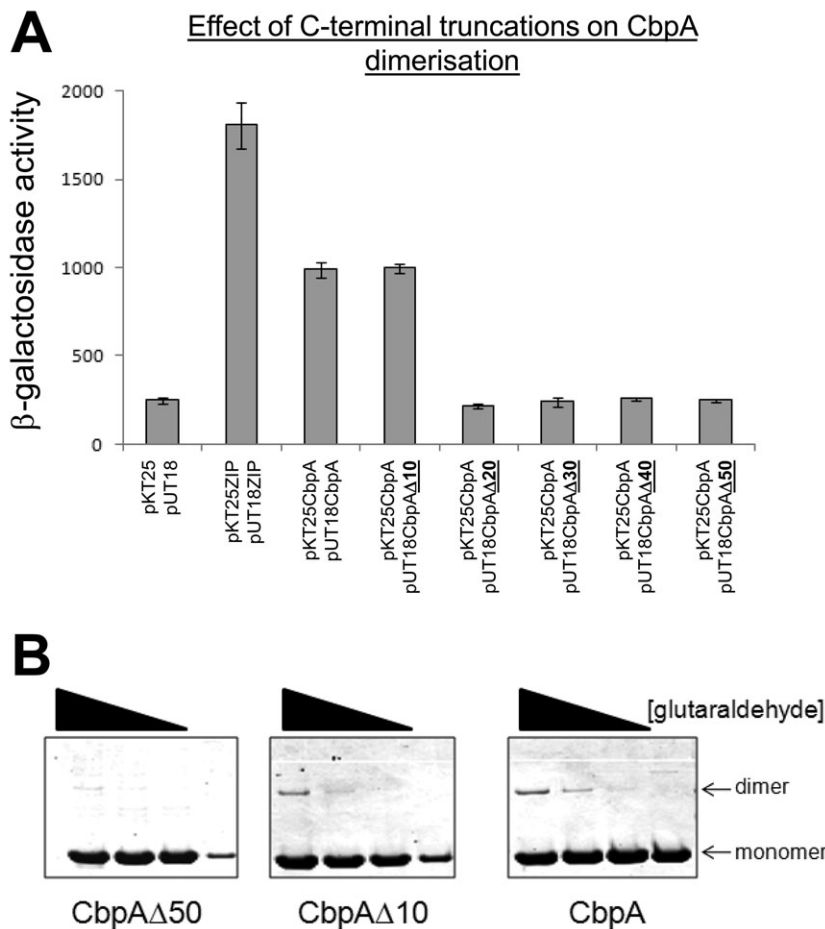 A
Effect of C-terminal truncations on CbpA
dimerisation
β-galactosidase activity
2000
1500
1000
500
0
pKT25
pUT18
pKT25ZIP
pUT18ZIP
pKT25CbpA
pUT18CbpA
pKT25CbpA
pUT18CbpAΔ10
pKT25CbpA
pUT18CbpAΔ20
pKT25CbpA
pUT18CbpAΔ30
pKT25CbpA
pUT18CbpAΔ40
pKT25CbpA
pUT18CbpAΔ50
B
[glutaraldehyde]
dimer
monomer
CbpAΔ50
CbpAΔ10
CbpA